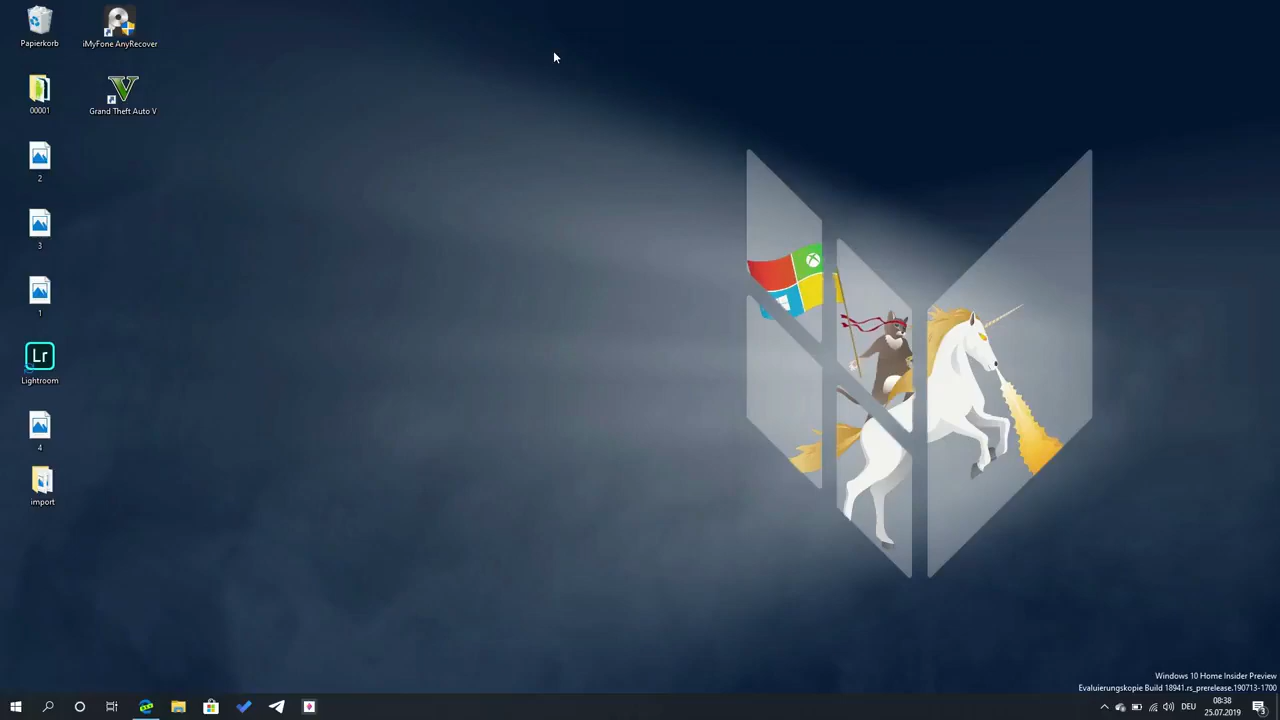 Papierkorb
iMyFone AnyRecover
00001
Grand Theft Auto V
2
3
1
Lr
Lightroom
4
import
Windows 10 Home Insider Preview
Evaluierungskopie Build 18941.rs_prerelease.190713-1700
DEU
08:38
25.07.2019
3